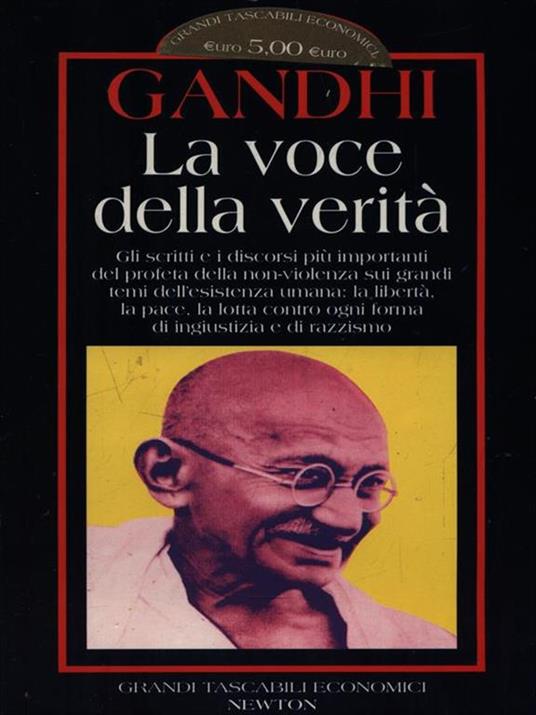 GRANDI TASCABILI ECONOMICI
€uro 5,00 €uro
GANDHI
La voce
della verità
Gli scritti e i discorsi più importanti
del profeta della non-violenza sui grandi
temi dell'esistenza umana: la libertà,
la pace, la lotta contro ogni forma
di ingiustizia e di razzismo
GRANDI TASCABILI ECONOMICI
NEWTON